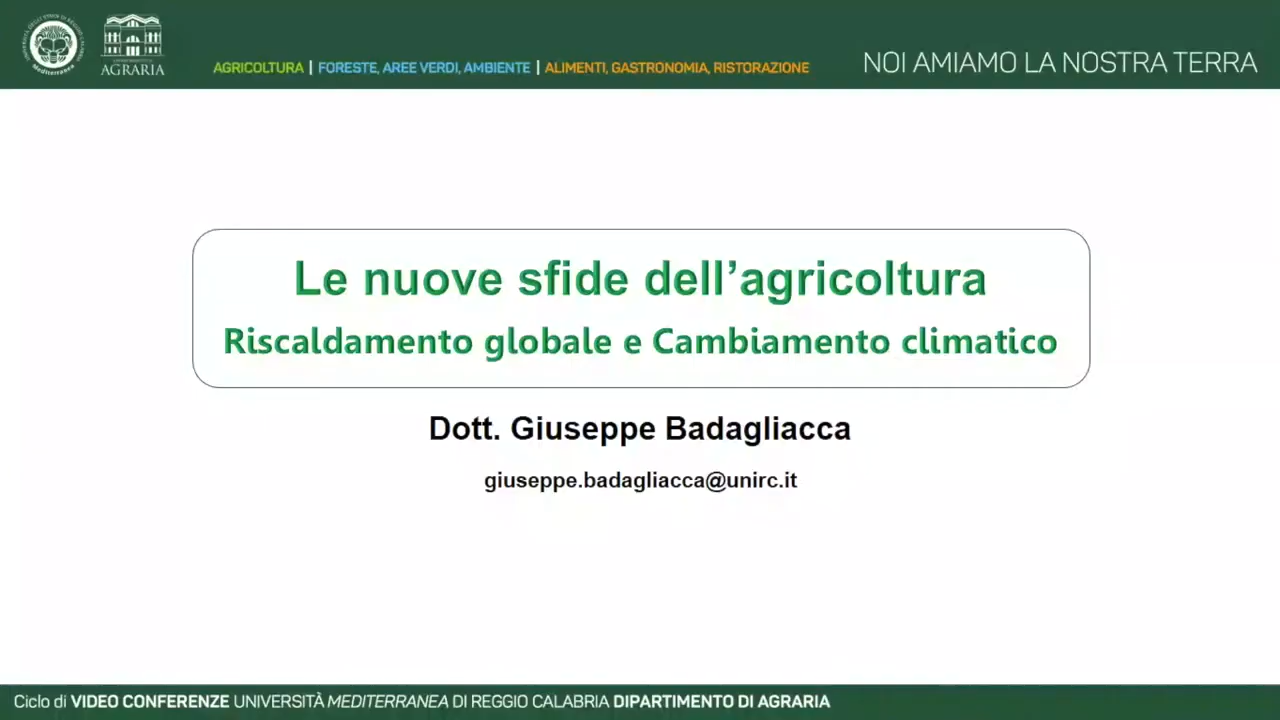 AGRARIA
AGRICOLTURA | FORESTE, AREE VERDI, AMBIENTE | ALIMENTI, GASTRONOMIA, RISTORAZIONE
NOI AMIAMO LA NOSTRA TERRA
Le nuove sfide dell’agricoltura
Riscaldamento globale e Cambiamento climatico
Dott. Giuseppe Badagliacca
giuseppe.badagliacca@unirc.it
Ciclo di VIDEO CONFERENZE UNIVERSITÀ MEDITERRANEA DI REGGIO CALABRIA DIPARTIMENTO DI AGRARIA